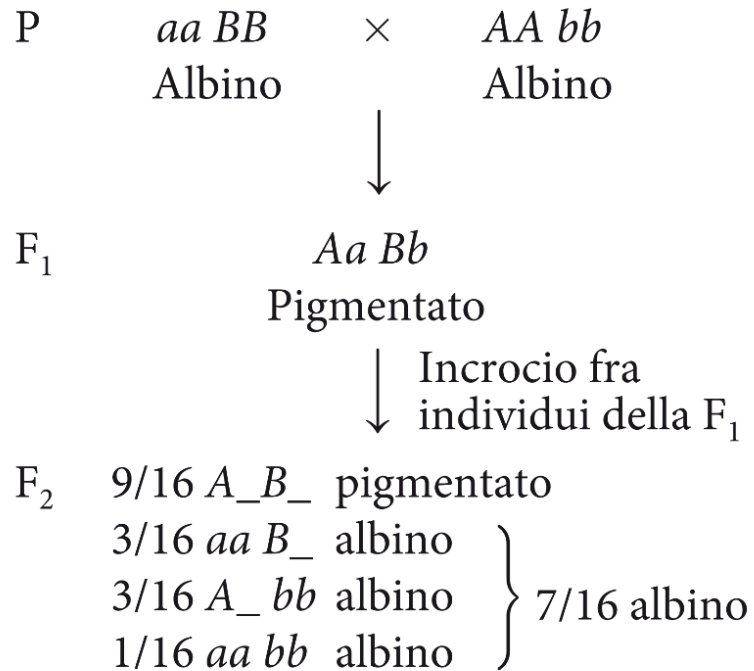 P aa BB × AA bb
Albino Albino
F₁ Aa Bb
Pigmentato
Incrocio fra
individui della F₁
F₂ 9/16 A_B_ pigmentato
3/16 aa B_ albino
3/16 A_ bb albino
7/16 albino
1/16 aa bb albino